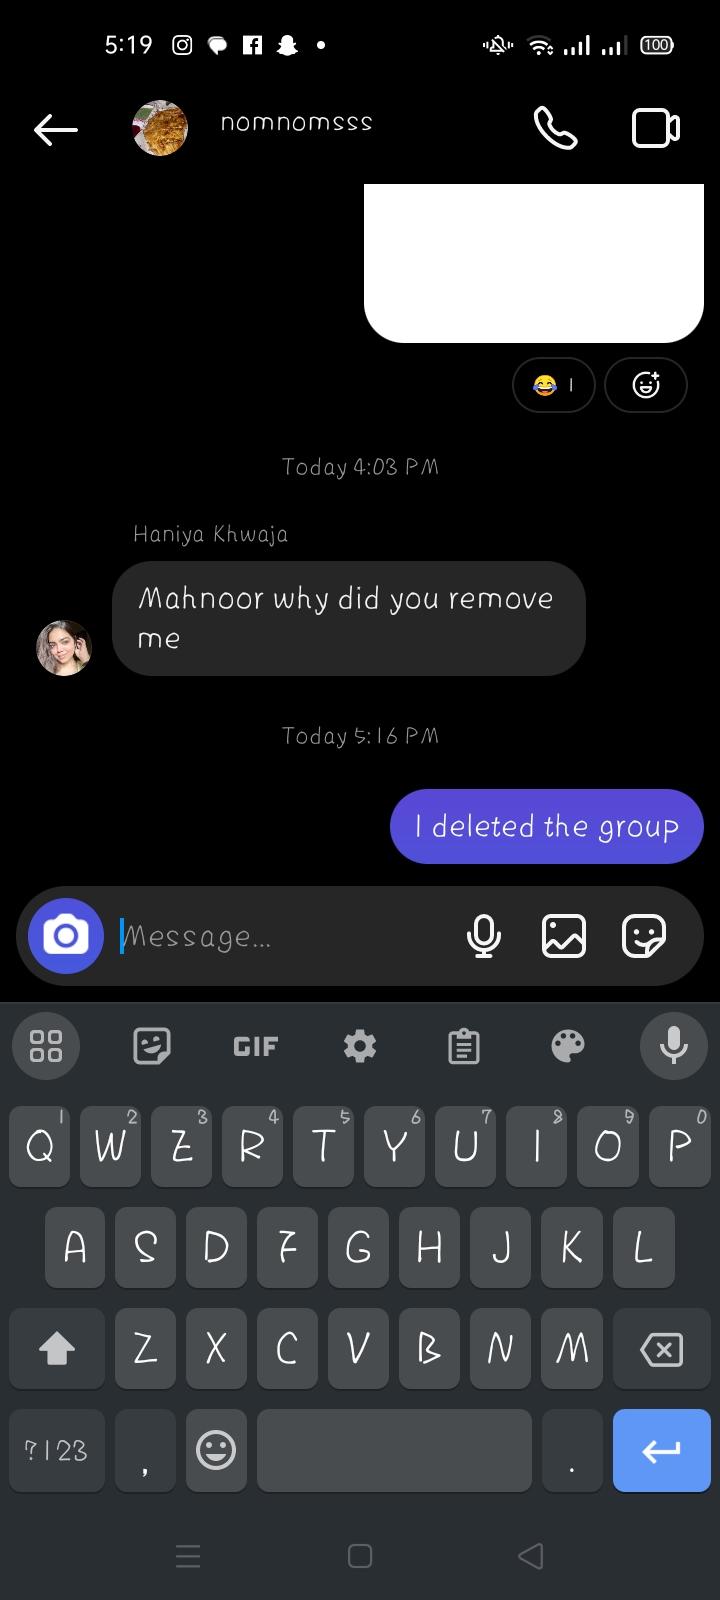 5:19
100
nomnomsss
😂 1
Today 4:03 PM
Haniya Khwaja
Mahnoor why did you remove
me
Today 5:16 PM
I deleted the group
Message...
GIF
1 2 3 4 5 6 7 8 9 0
Q W E R T Y U I O P
A S D F G H J K L
Z X C V B N M
?123 , .